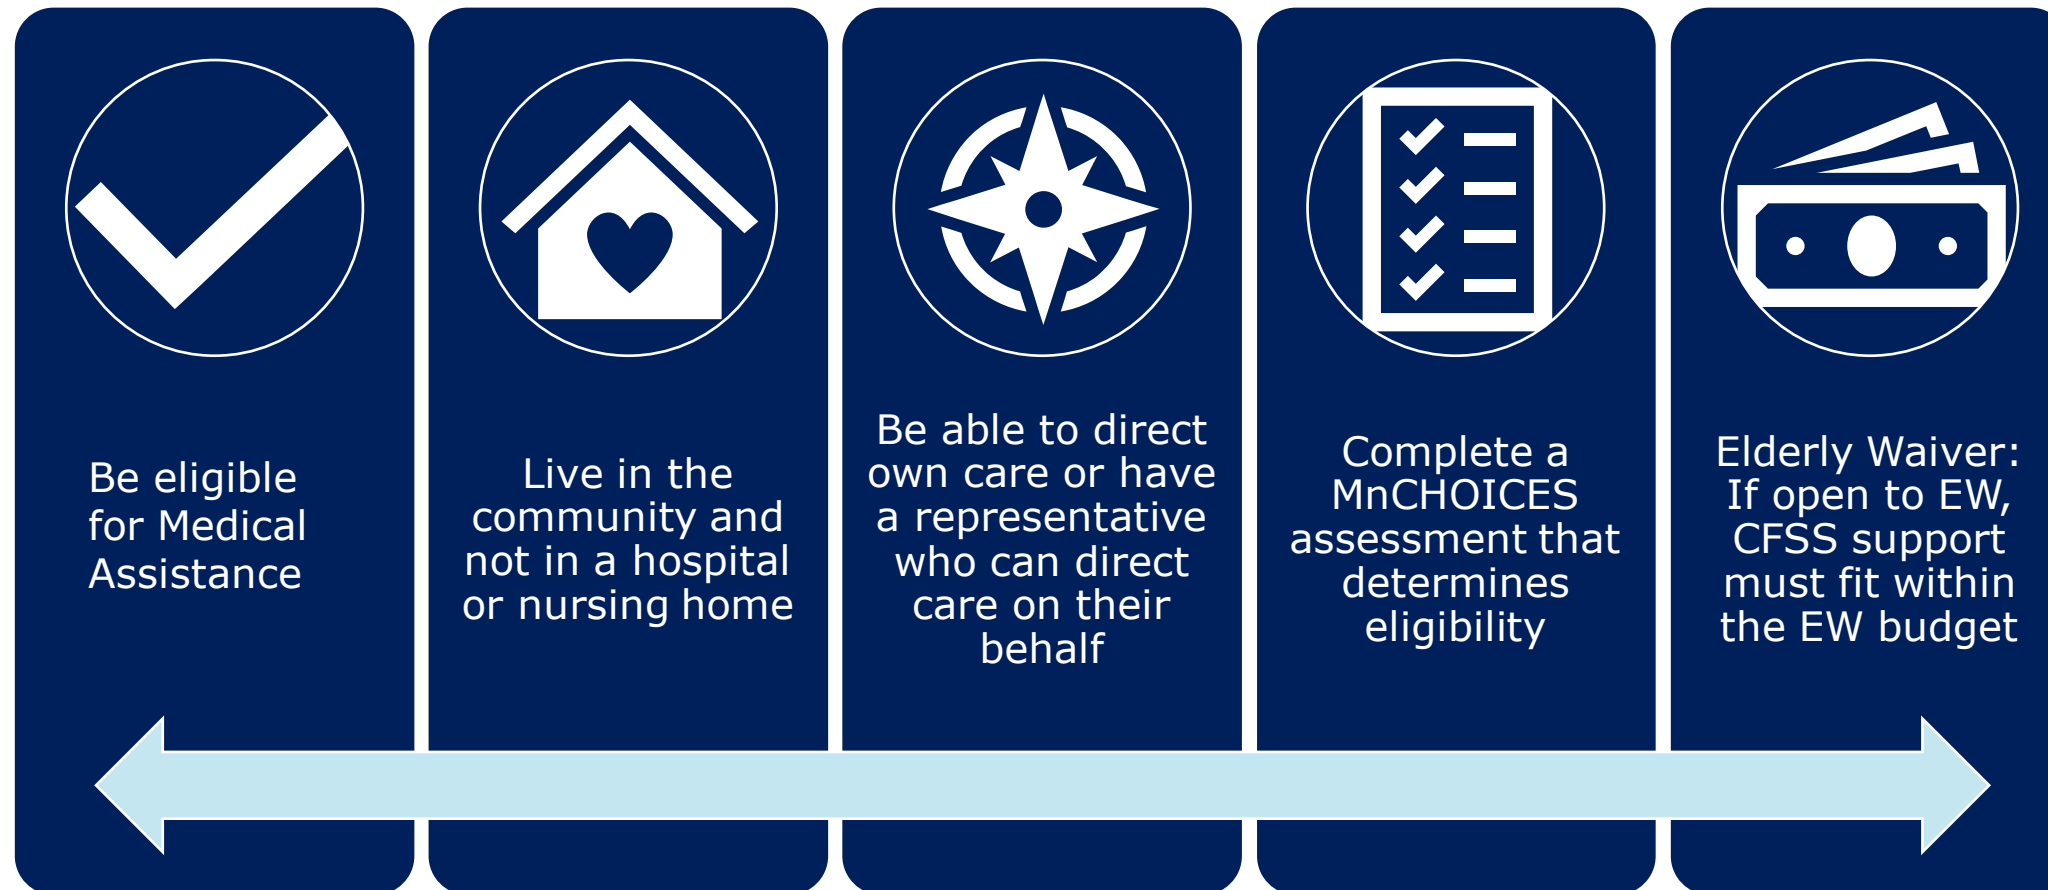 Be eligible
for Medical
Assistance
Live in the
community and
not in a hospital
or nursing home
Be able to direct
own care or have
a representative
who can direct
care on their
behalf
Complete a
MnCHOICES
assessment that
determines
eligibility
Elderly Waiver:
If open to EW,
CFSS support
must fit within
the EW budget